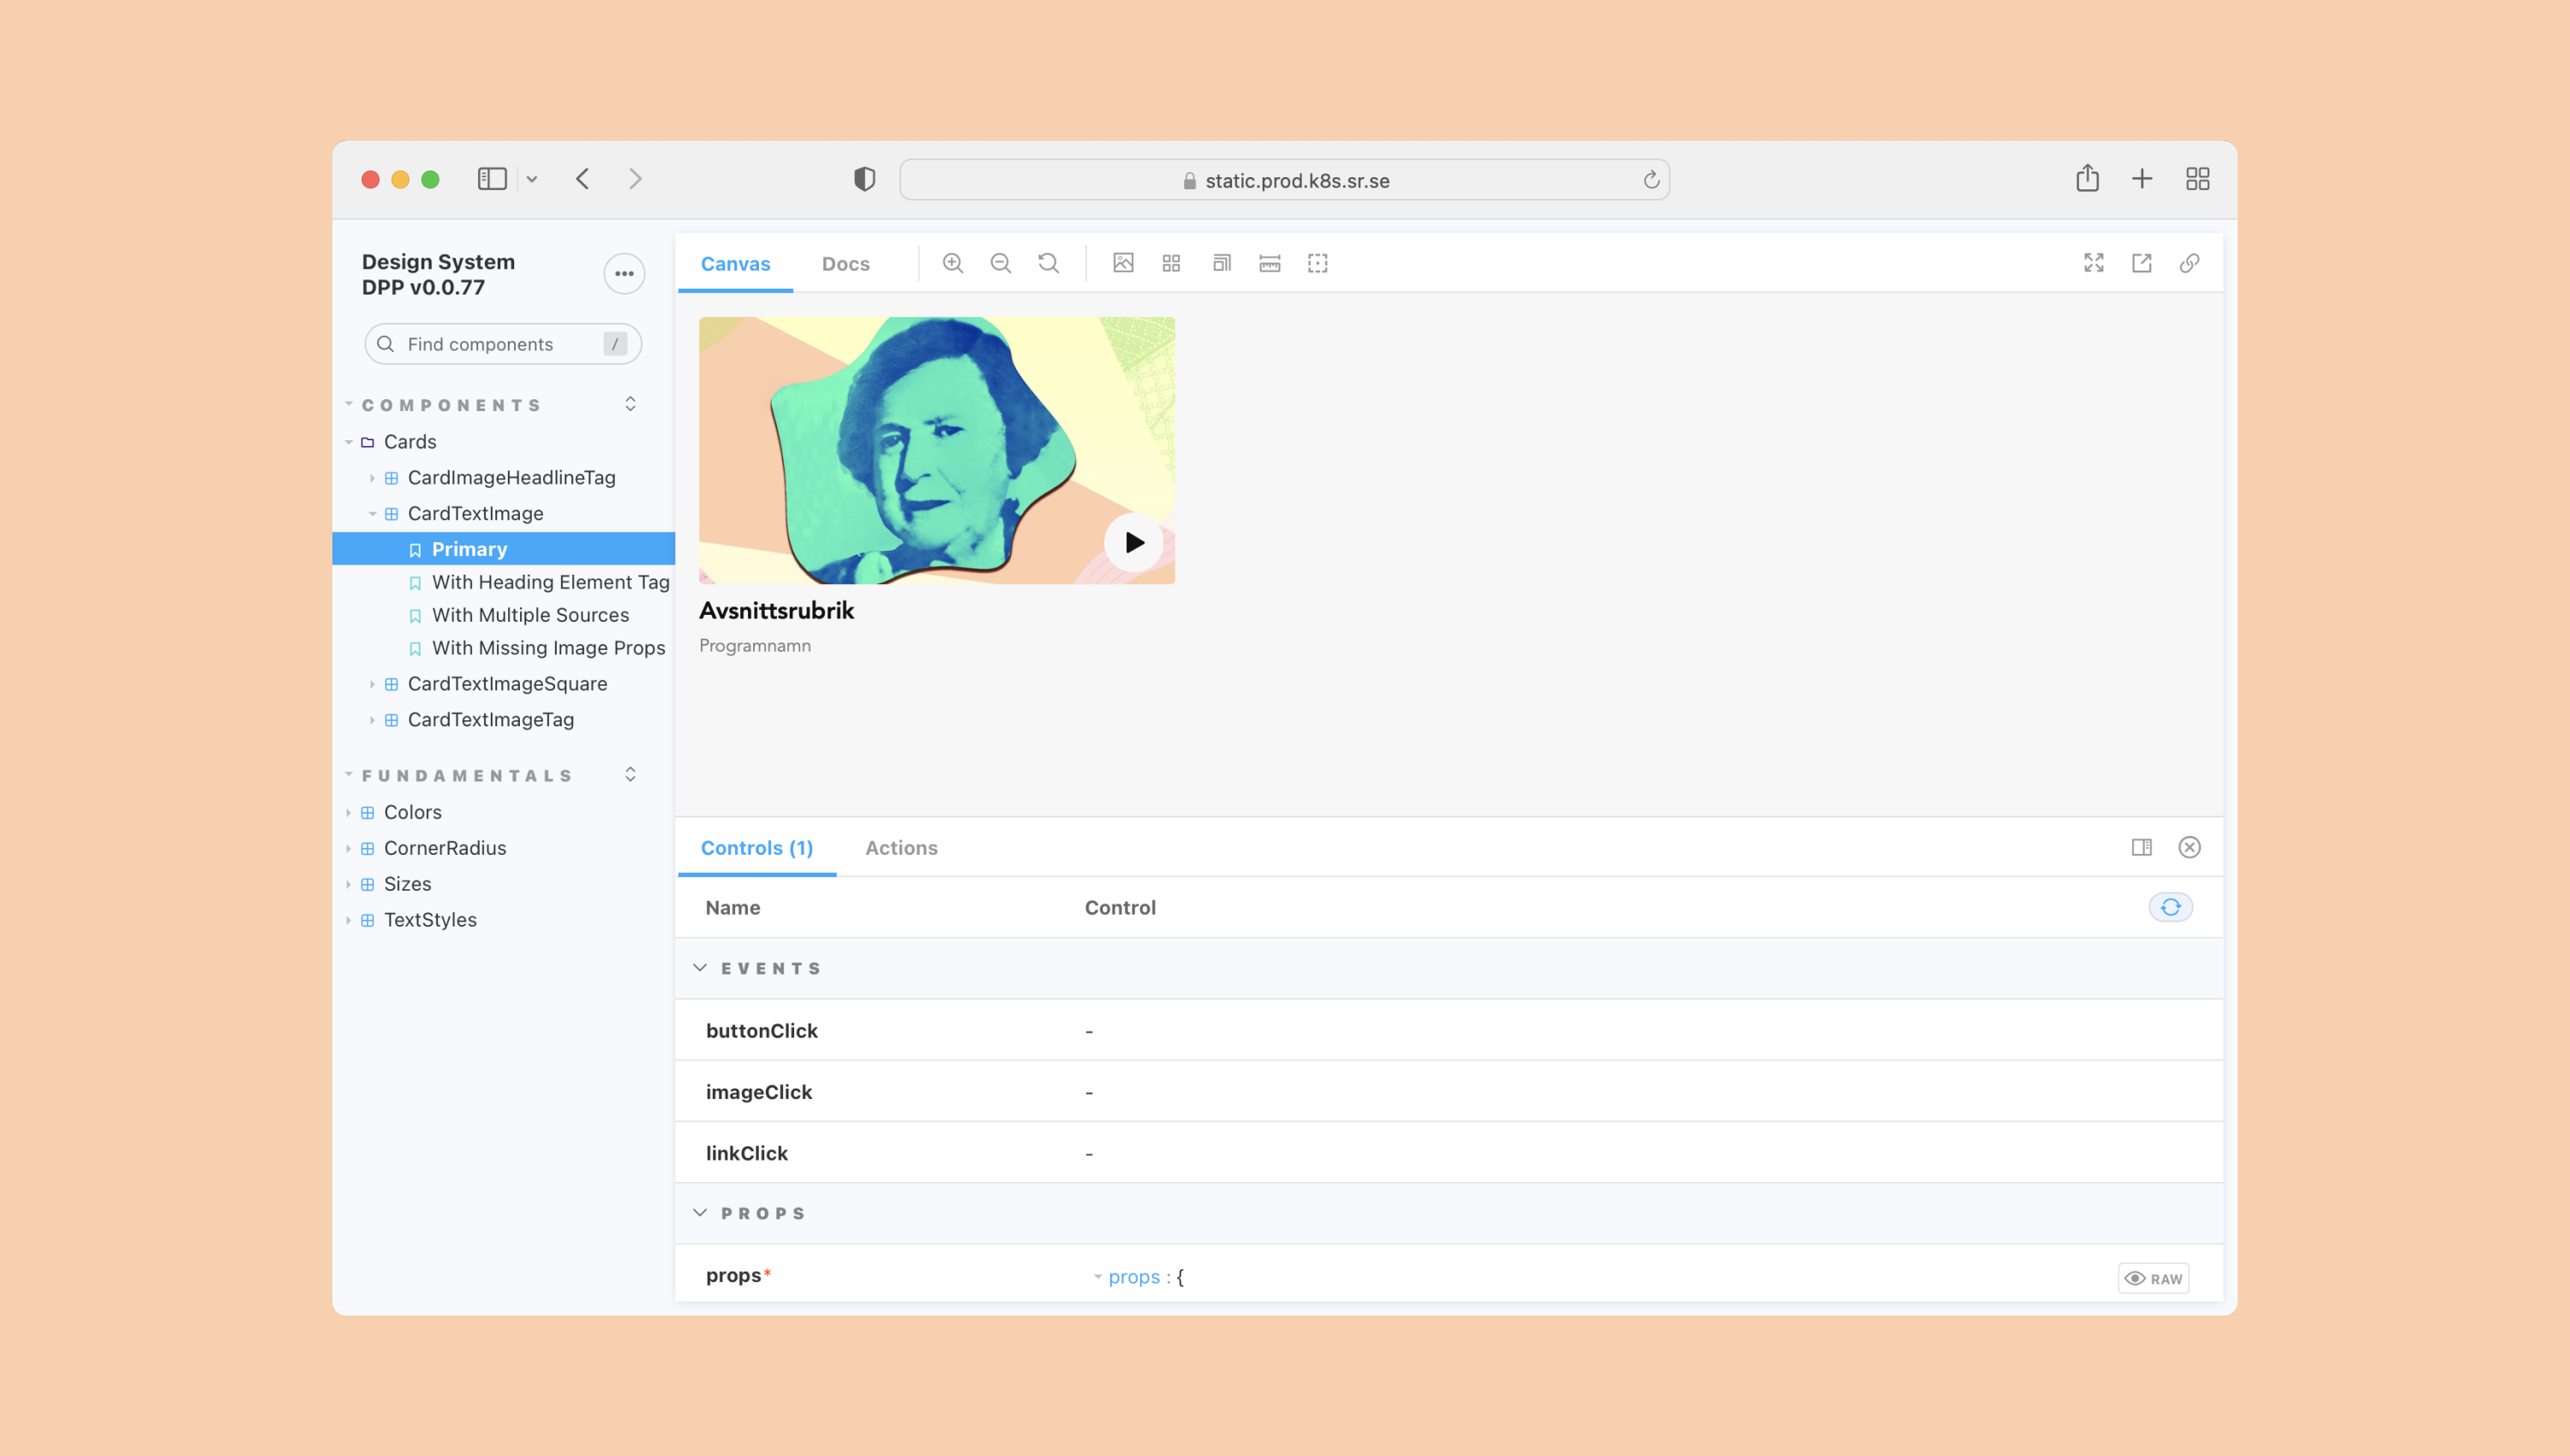 static.prod.k8s.sr.se
Design System
DPP v0.0.77
Find components /
COMPONENTS
Cards
CardImageHeadlineTag
CardTextImage
Primary
With Heading Element Tag
With Multiple Sources
With Missing Image Props
CardTextImageSquare
CardTextImageTag
FUNDAMENTALS
Colors
CornerRadius
Sizes
TextStyles
Canvas Docs
Avsnittsrubrik
Programnamn
Controls (1) Actions
Name Control
EVENTS
buttonClick -
imageClick -
linkClick -
PROPS
props* props : { RAW